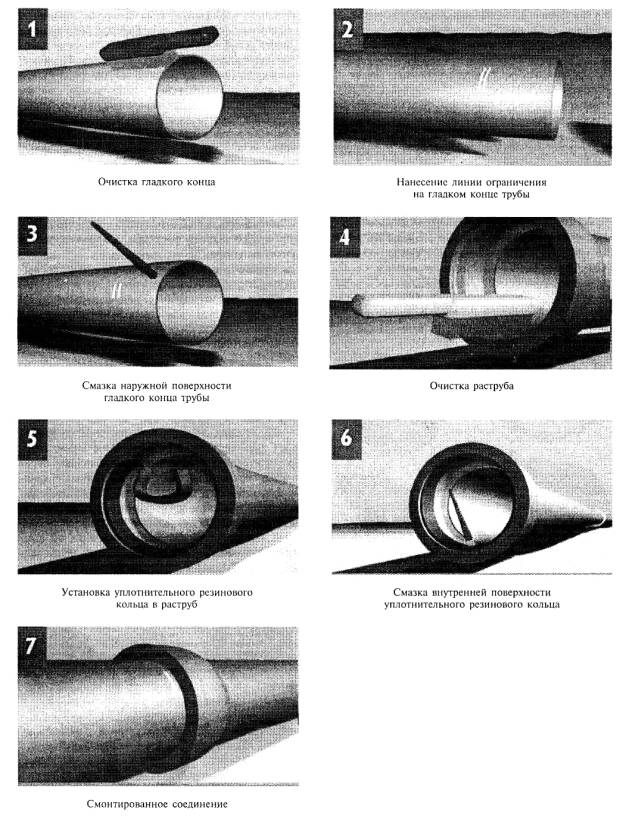 1
Очистка гладкого конца
2
Нанесение линии ограничения
на гладком конце трубы
3
Смазка наружной поверхности
гладкого конца трубы
4
Очистка раструба
5
Установка уплотнительного резинового
кольца в раструб
6
Смазка внутренней поверхности
уплотнительного резинового кольца
7
Смонтированное соединение